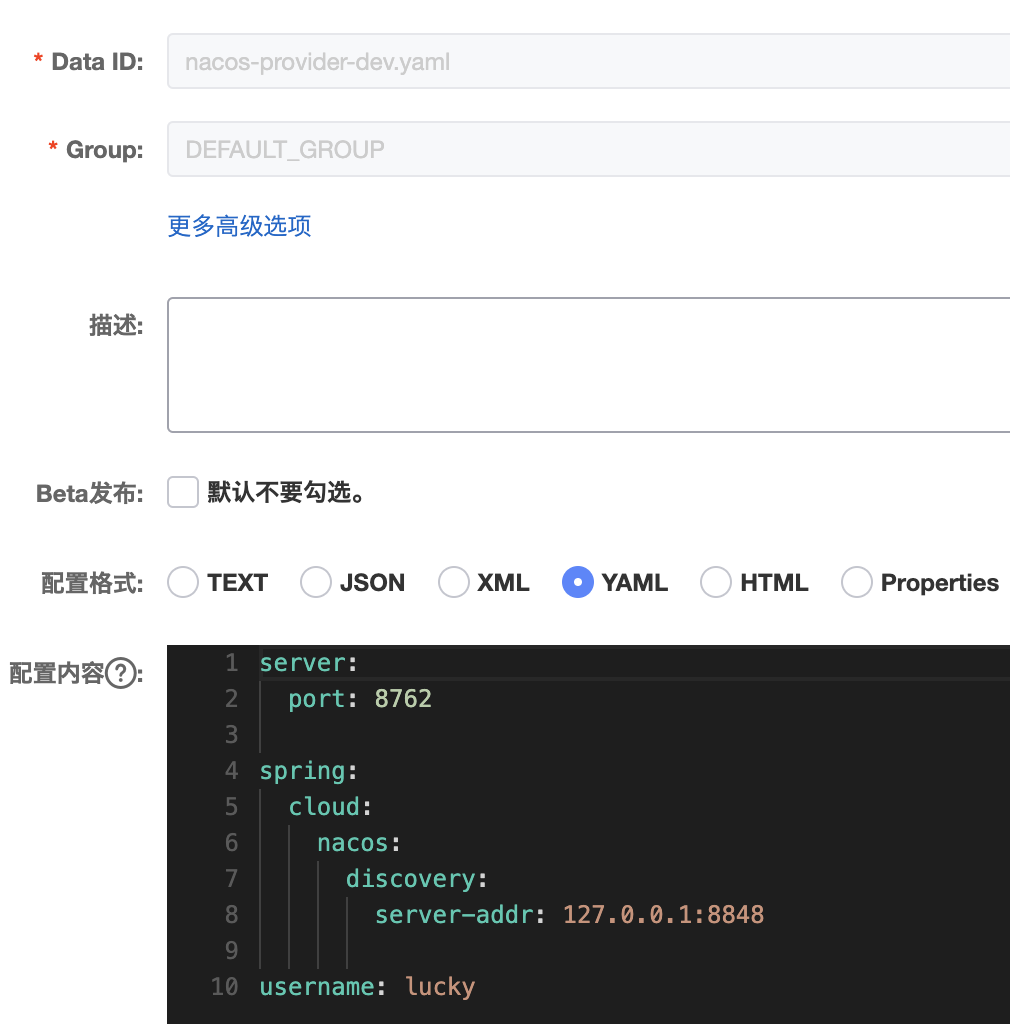 * Data ID: nacos-provider-dev.yaml
* Group: DEFAULT_GROUP
更多高级选项
描述:
Beta发布: 默认不要勾选。
配置格式: TEXT JSON XML YAML HTML Properties
配置内容?:
1 server:
2   port: 8762
3
4 spring:
5   cloud:
6     nacos:
7       discovery:
8         server-addr: 127.0.0.1:8848
9
10 username: lucky